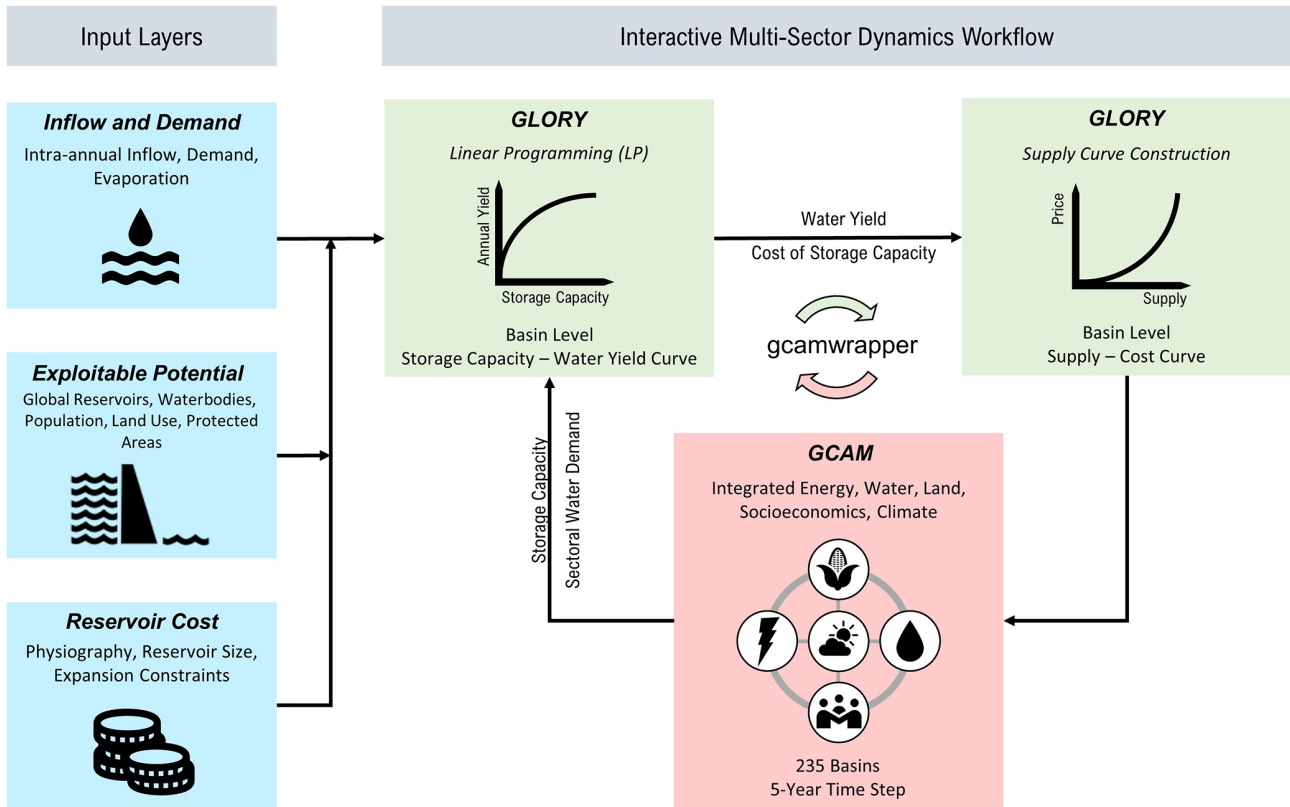 Input Layers
Interactive Multi-Sector Dynamics Workflow
Inflow and Demand
Intra-annual Inflow, Demand,
Evaporation
Exploitable Potential
Global Reservoirs, Waterbodies,
Population, Land Use, Protected
Areas
Reservoir Cost
Physiography, Reservoir Size,
Expansion Constraints
GLORY
Linear Programming (LP)
Annual Yield
Storage Capacity
Basin Level
Storage Capacity – Water Yield Curve
Water Yield
Cost of Storage Capacity
gcamwrapper
GLORY
Supply Curve Construction
Price
Supply
Basin Level
Supply – Cost Curve
Storage Capacity
Sectoral Water Demand
GCAM
Integrated Energy, Water, Land,
Socioeconomics, Climate
235 Basins
5-Year Time Step